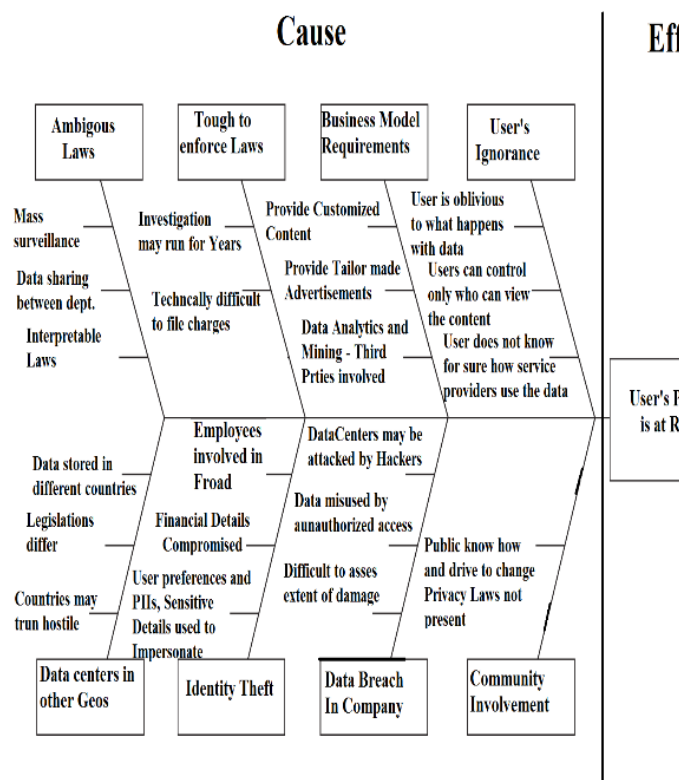 Cause
Eff
Ambigous
Laws
Tough to
enforce Laws
Business Model
Requirements
User's
Ignorance
Mass
surveillance
Data sharing
between dept.
Interpretable
Laws
Investigation
may run for Years
Techncally difficult
to file charges
Provide Customized
Content
Provide Tailor made
Advertisements
Data Analytics and
Mining - Third
Prties involved
User is oblivious
to what happens
with data
Users can control
only who can view
the content
User does not know
for sure how service
providers use the data
User's P
is at R
Data stored in
different countries
Legislations
differ
Countries may
trun hostile
Employees
involved in
Froad
Financial Details
Compromised
User preferences and
PIIs, Sensitive
Details used to
Impersonate
DataCenters may be
attacked by Hackers
Data misused by
aunauthorized access
Difficult to asses
extent of damage
Public know how
and drive to change
Privacy Laws not
present
Data centers in
other Geos
Identity Theft
Data Breach
In Company
Community
Involvement